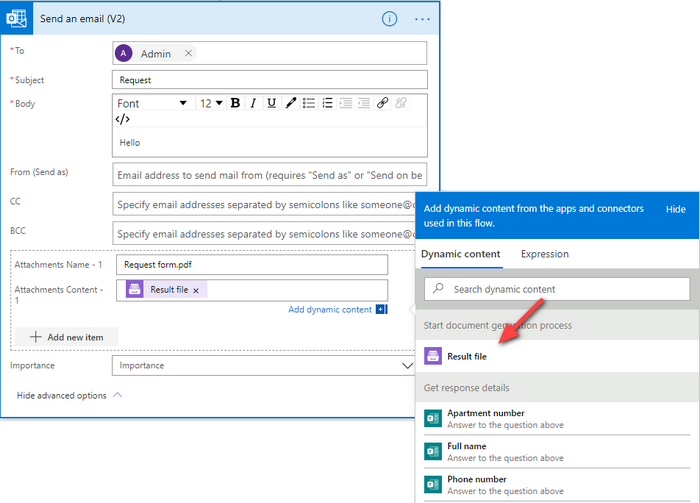 Send an email (V2)
* To
A Admin ×
* Subject
Request
* Body
Font 12 B I U
</>
Hello
From (Send as)
Email address to send mail from (requires "Send as" or "Send on be
CC
Specify email addresses separated by semicolons like someone@c
BCC
Specify email addresses separated by semicolons like someone@c
Attachments Name - 1
Request form.pdf
Attachments Content -
1
Result file ×
Add dynamic content
Add new item
Importance
Importance
Hide advanced options
Add dynamic content from the apps and connectors
used in this flow.
Hide
Dynamic content Expression
Search dynamic content
Start document generation process
Result file
Get response details
Apartment number
Answer to the question above
Full name
Answer to the question above
Phone number
Answer to the question above